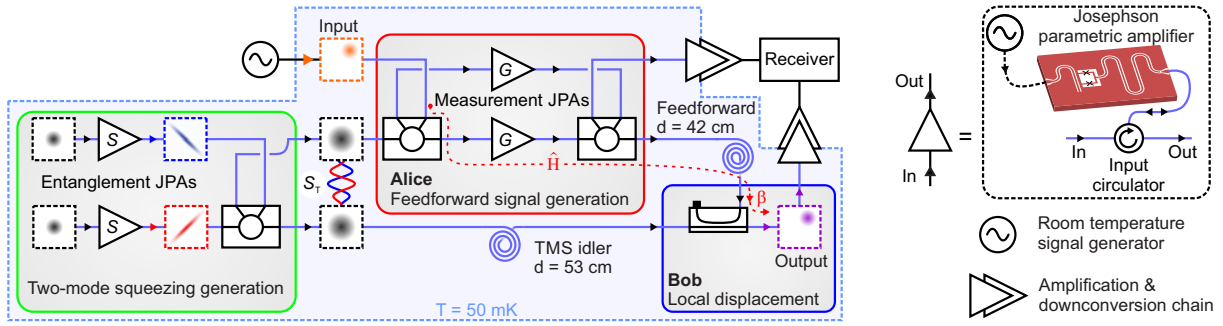 Input
G
Measurement JPAs
G
Alice
Feedforward signal generation
S
Entanglement JPAs
S
Two-mode squeezing generation
S_T
Ĥ
Receiver
Feedforward
d = 42 cm
TMS idler
d = 53 cm
β
Output
Bob
Local displacement
T = 50 mK
Out
In
=
Josephson
parametric amplifier
In
Out
Input
circulator
Room temperature
signal generator
Amplification &
downconversion chain